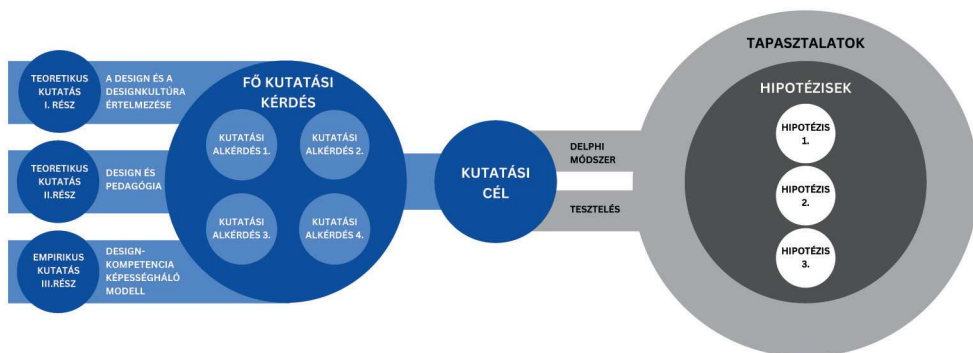 TEORETIKUS
KUTATÁS
I. RÉSZ
A DESIGN ÉS A
DESIGNKULTÚRA
ÉRTELMEZÉSE
TEORETIKUS
KUTATÁS
II.RÉSZ
DESIGN ÉS
PEDAGÓGIA
EMPIRIKUS
KUTATÁS
III.RÉSZ
DESIGN-
KOMPETENCIA
KÉPESSÉGHÁLÓ
MODELL
FŐ KUTATÁSI
KÉRDÉS
KUTATÁSI
ALKÉRDÉS 1.
KUTATÁSI
ALKÉRDÉS 2.
KUTATÁSI
ALKÉRDÉS 3.
KUTATÁSI
ALKÉRDÉS 4.
KUTATÁSI
CÉL
DELPHI
MÓDSZER
TESZTELÉS
TAPASZTALATOK
HIPOTÉZISEK
HIPOTÉZIS
1.
HIPOTÉZIS
2.
HIPOTÉZIS
3.